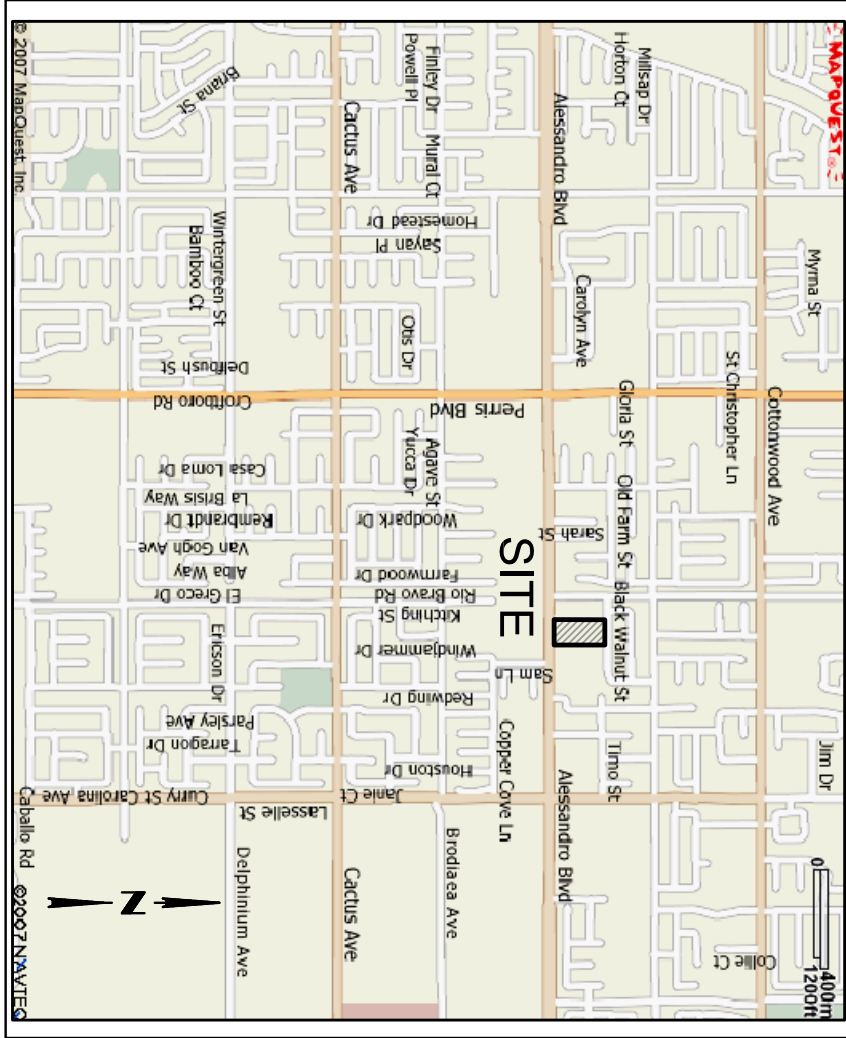 MAPQUEST®
0
400m
1200ft
Myrna St
Jim Dr
Cottonwood Ave
Collie Ct
St Christopher Ln
Millsap Dr
Horton Ct
Gloria St
Old Farm St
Black Walnut St
Timo St
Carolyn Ave
Sarah St
Alessandro Blvd
Alessandro Blvd
Sam Ln
SITE
Copper Cove Ln
Perris Blvd
Homestead Dr
Sayan Pl
Finley Dr
Powell Pl
Mural Ct
Otis Dr
Agave St
Yucca Dr
Woodpark Dr
Farmwood Dr
Rio Bravo Rd
Kitching St
Windjammer Dr
Redwing Dr
Houston Dr
Janie Ct
Brodiaea Ave
Cactus Ave
Cactus Ave
Lasselle St
Briana St
Wintergreen St
Bamboo Ct
Delfbush St
Croftboro Rd
Casa Loma Dr
La Brisis Way
Rembrandt Dr
Van Gogh Ave
Alba Way
El Greco Dr
Ericson Dr
Parsley Ave
Tarragon Dr
Curry St Carolina Ave
Delphinium Ave
N
Caballo Rd
© 2007 MapQuest, Inc.
©2007 NAVTEQ